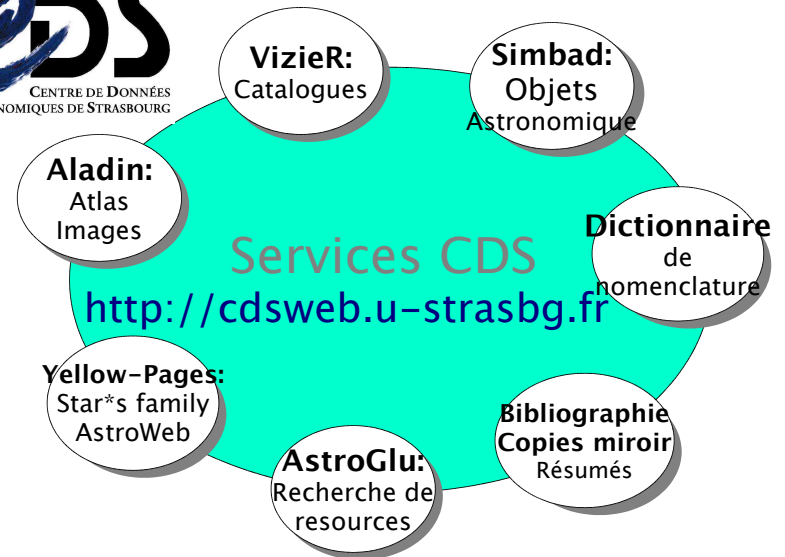 CDS
CENTRE DE DONNÉES
NOMIQUES DE STRASBOURG
VizieR:
Catalogues
Simbad:
Objets
Astronomique
Aladin:
Atlas
Images
Dictionnaire
de
nomenclature
Services CDS
http://cdsweb.u-strasbg.fr
Yellow-Pages:
Star*s family
AstroWeb
Bibliographie
Copies miroir
Résumés
AstroGlu:
Recherche de
resources